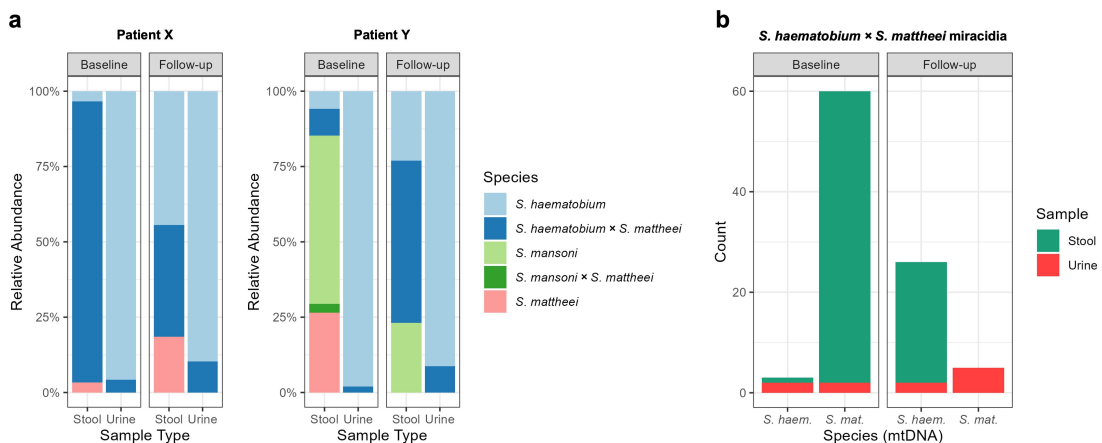 a
Patient X
Patient Y
Baseline
Follow-up
Baseline
Follow-up
Relative Abundance
100%
75%
50%
25%
0%
Stool Urine
Stool Urine
Sample Type
Relative Abundance
100%
75%
50%
25%
0%
Stool Urine
Stool Urine
Sample Type
Species
S. haematobium
S. haematobium × S. mattheei
S. mansoni
S. mansoni × S. mattheei
S. mattheei
b
S. haematobium × S. mattheei miracidia
Baseline
Follow-up
Count
60
40
20
0
S. haem.
S. mat.
S. haem.
S. mat.
Species (mtDNA)
Sample
Stool
Urine